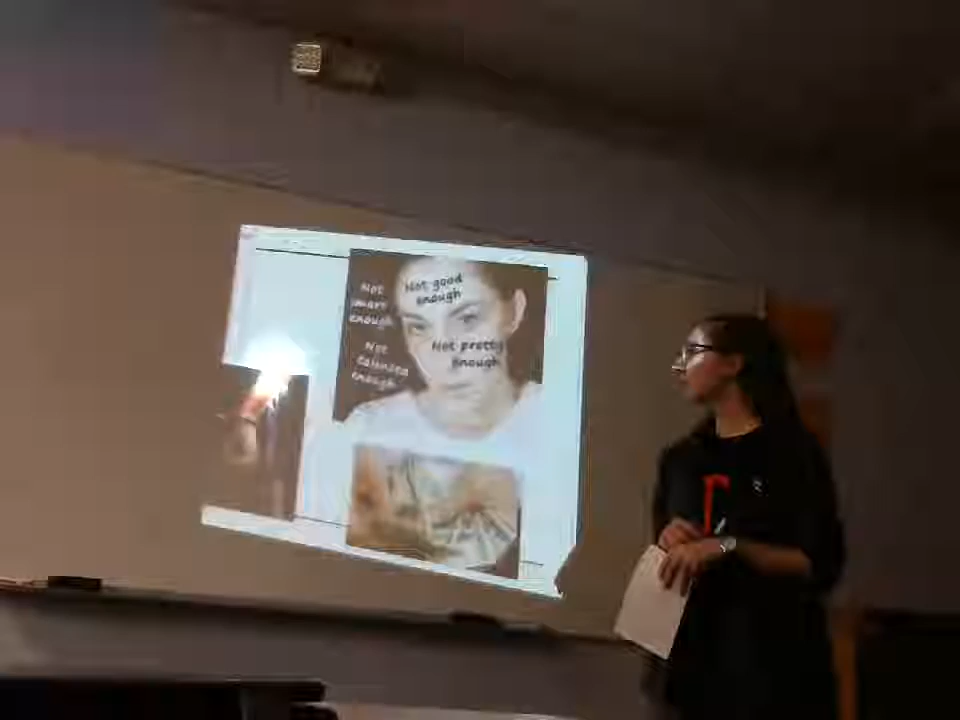 Not
smart
enough
Not good
enough
Not
talented
enough
Not pretty
Enough